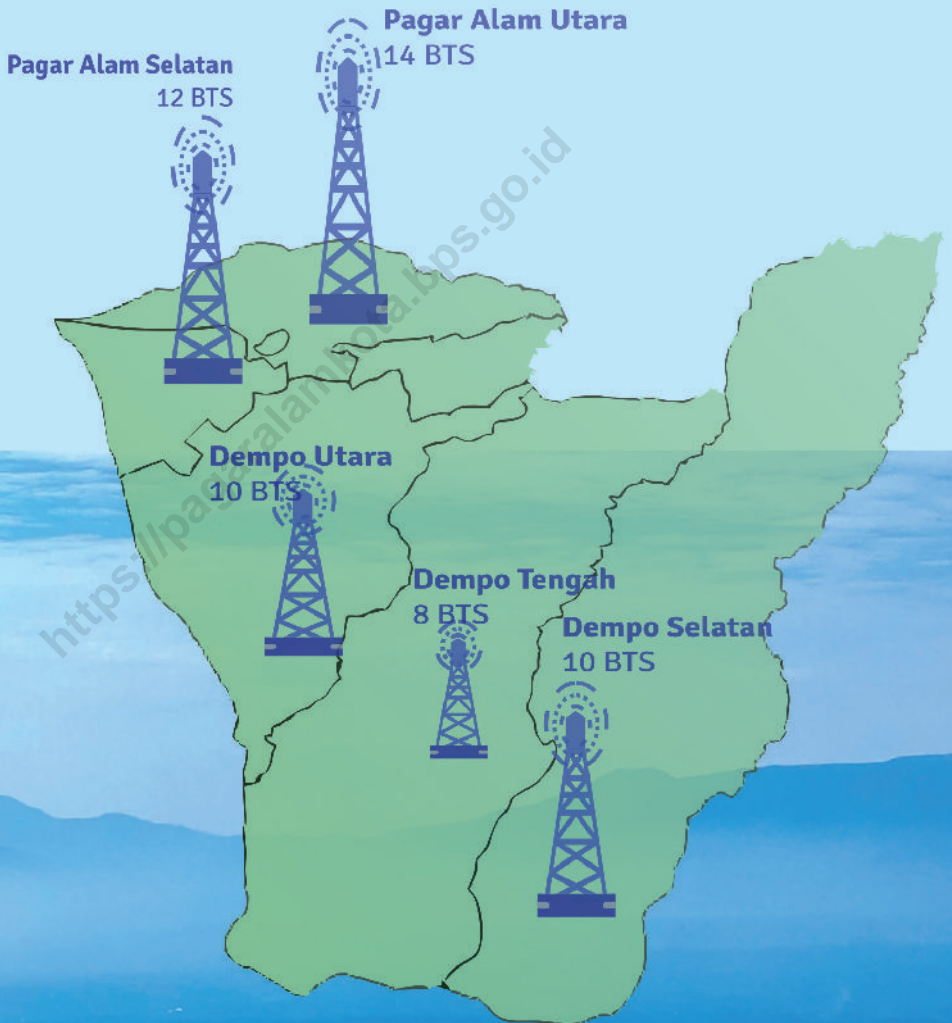 Pagar Alam Utara
14 BTS
Pagar Alam Selatan
12 BTS
Dempo Utara
10 BTS
Dempo Tengah
8 BTS
Dempo Selatan
10 BTS
https://pagaralamkota.bps.go.id